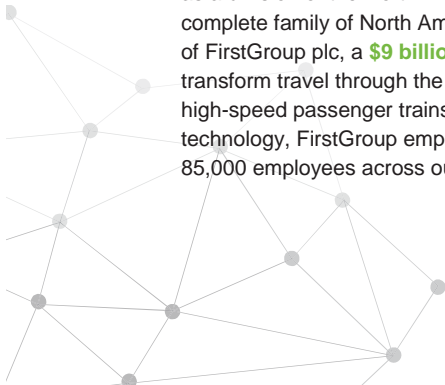 complete family of North Am
of FirstGroup plc, a $9 billio
transform travel through the
high-speed passenger trains
technology, FirstGroup emp
85,000 employees across ou